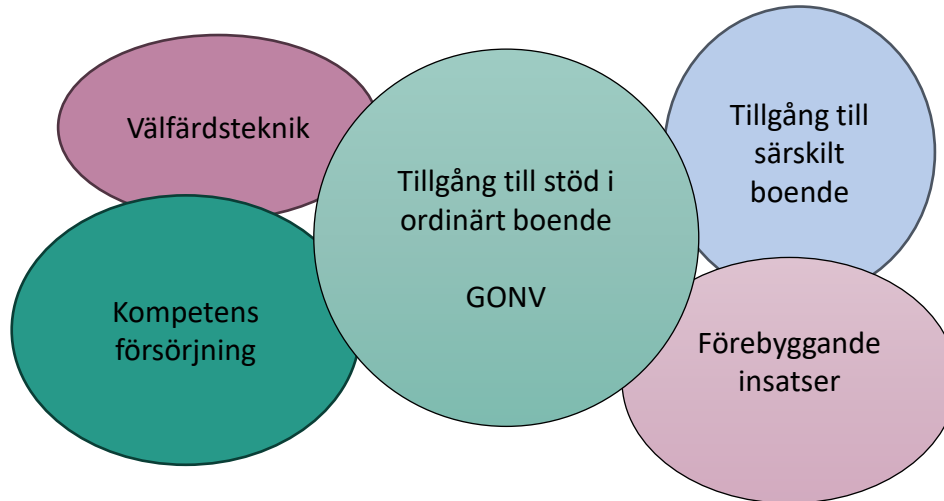 Välfärdsteknik
Kompetens
försörjning
Tillgång till stöd i
ordinärt boende
GONV
Tillgång till
särskilt
boende
Förebyggande
insatser